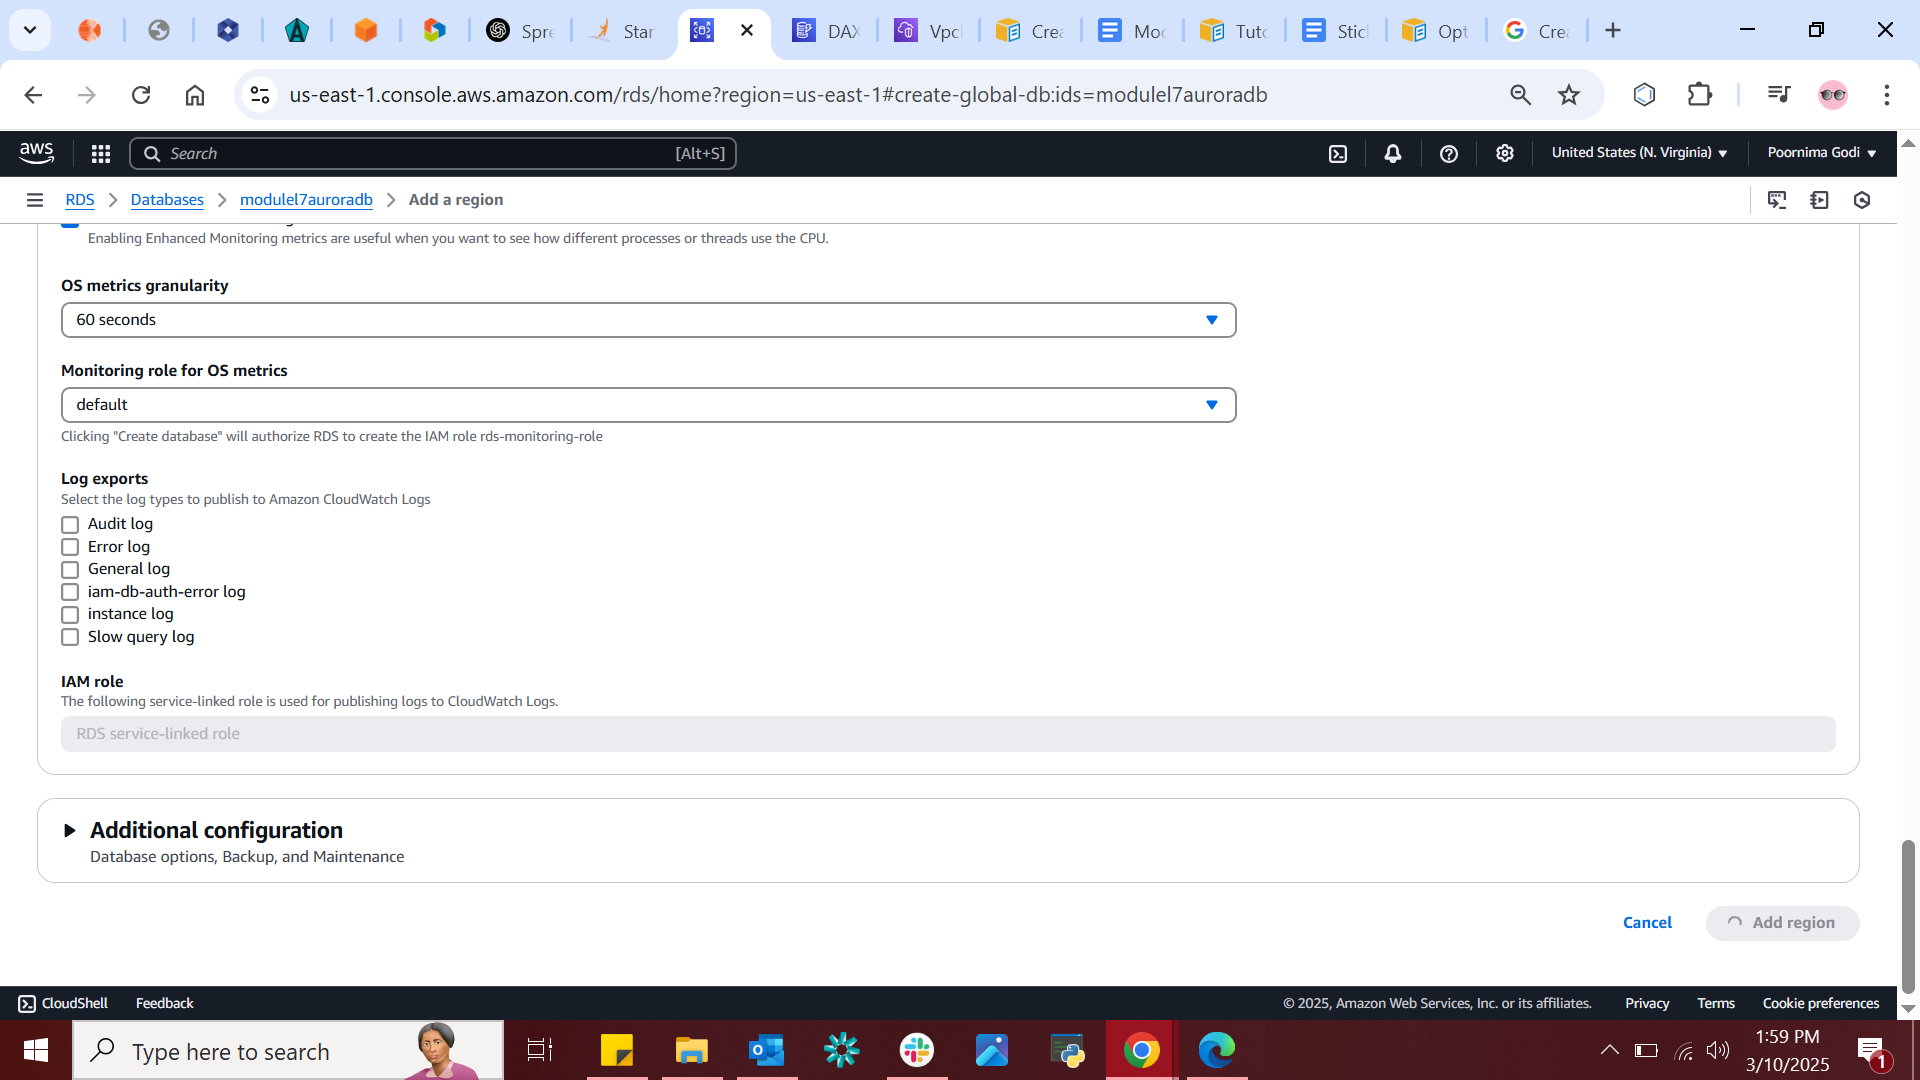 Spre
Star
DAX
Vpcl
Crea
Moc
Tuto
Stic
Opt
Crea
us-east-1.console.aws.amazon.com/rds/home?region=us-east-1#create-global-db:ids=modulel7auroradb
aws
Search
[Alt+S]
United States (N. Virginia)
Poornima Godi
RDS
Databases
modulel7auroradb
Add a region
Enabling Enhanced Monitoring metrics are useful when you want to see how different processes or threads use the CPU.
OS metrics granularity
60 seconds
Monitoring role for OS metrics
default
Clicking "Create database" will authorize RDS to create the IAM role rds-monitoring-role
Log exports
Select the log types to publish to Amazon CloudWatch Logs
Audit log
Error log
General log
iam-db-auth-error log
instance log
Slow query log
IAM role
The following service-linked role is used for publishing logs to CloudWatch Logs.
RDS service-linked role
Additional configuration
Database options, Backup, and Maintenance
Cancel
Add region
CloudShell
Feedback
© 2025, Amazon Web Services, Inc. or its affiliates.
Privacy
Terms
Cookie preferences
Type here to search
1:59 PM
3/10/2025
1